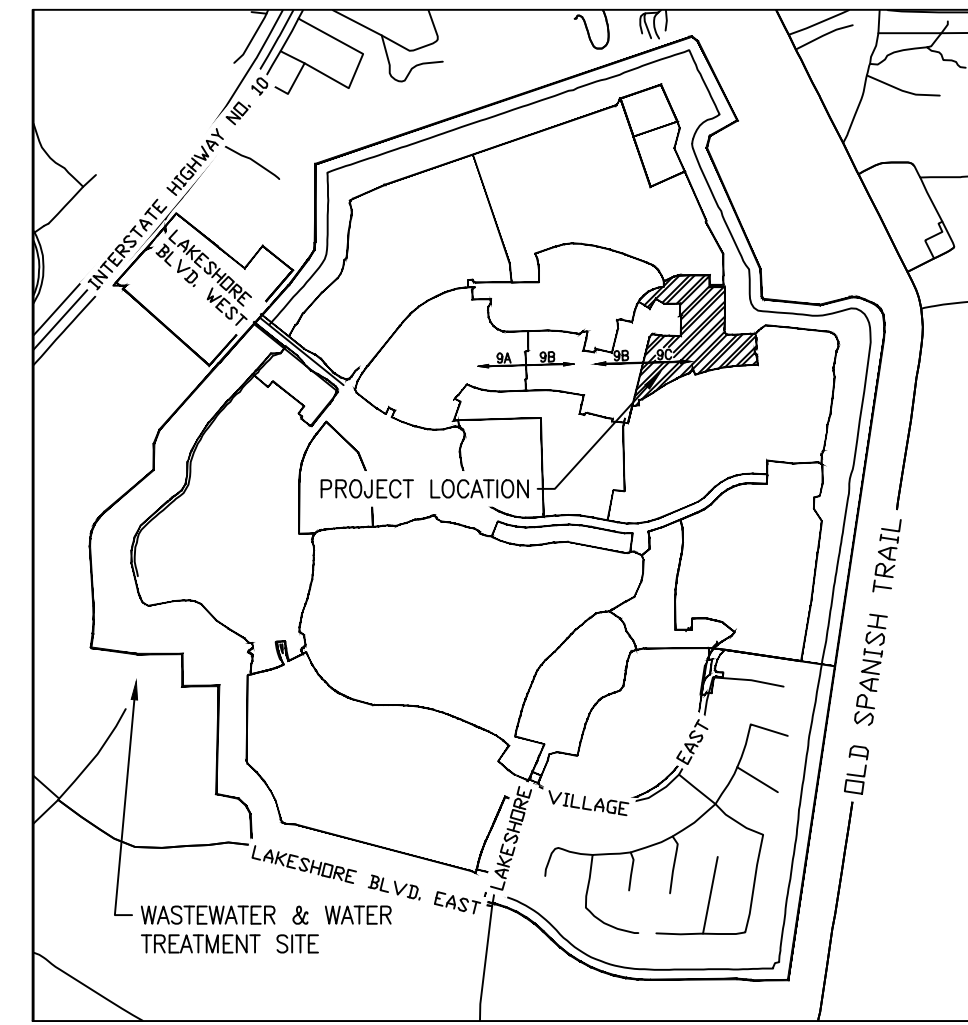 INTERSTATE HIGHWAY NO. 10
LAKESHORE
BLVD. WEST
9A
9B
9B
9C
PROJECT LOCATION
OLD SPANISH TRAIL
EAST
VILLAGE
LAKESHORE
LAKESHORE BLVD. EAST
WASTEWATER & WATER
TREATMENT SITE